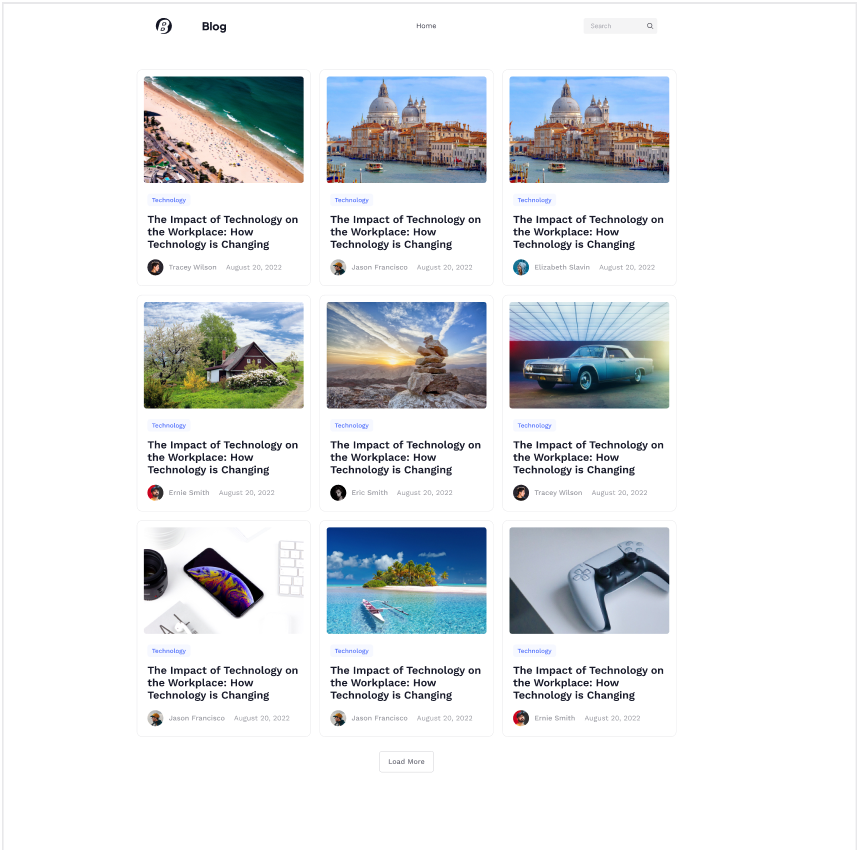 Blog
Home
Search
Technology
The Impact of Technology on
the Workplace: How
Technology is Changing
Tracey Wilson August 20, 2022
Technology
The Impact of Technology on
the Workplace: How
Technology is Changing
Jason Francisco August 20, 2022
Technology
The Impact of Technology on
the Workplace: How
Technology is Changing
Elizabeth Slavin August 20, 2022
Technology
The Impact of Technology on
the Workplace: How
Technology is Changing
Ernie Smith August 20, 2022
Technology
The Impact of Technology on
the Workplace: How
Technology is Changing
Eric Smith August 20, 2022
Technology
The Impact of Technology on
the Workplace: How
Technology is Changing
Tracey Wilson August 20, 2022
Technology
The Impact of Technology on
the Workplace: How
Technology is Changing
Jason Francisco August 20, 2022
Technology
The Impact of Technology on
the Workplace: How
Technology is Changing
Jason Francisco August 20, 2022
Technology
The Impact of Technology on
the Workplace: How
Technology is Changing
Ernie Smith August 20, 2022
Load More